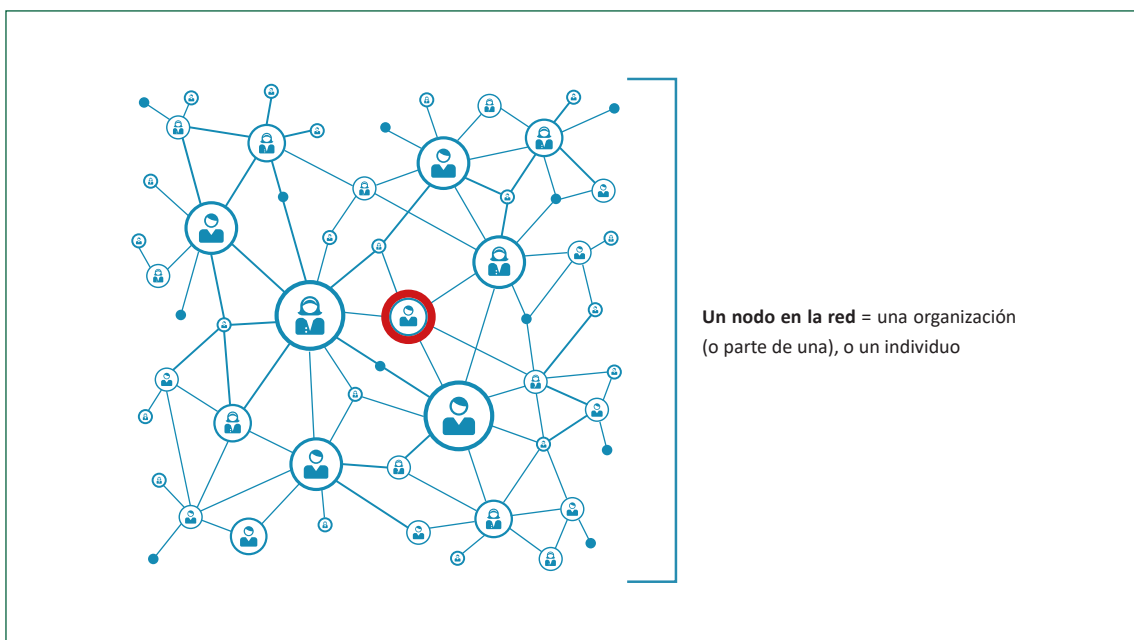 Un nodo en la red = una organización
(o parte de una), o un individuo